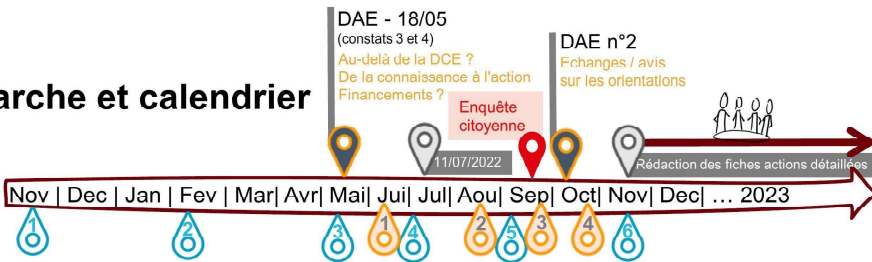 DAE - 18/05
(constats 3 et 4)
Au-delà de la DCE ?
De la connaissance à l'action
Financements ?
DAE n°2
Echanges / avis
sur les orientations
arche et calendrier
Enquête
citoyenne
11/07/2022
Rédaction des fiches actions détaillées
Nov | Dec | Jan | Fev | Mar| Avr| Mai| Jui| Jul| Aou| Sep| Oct| Nov| Dec| ... 2023
1 2 3 1 4 2 5 3 4 6